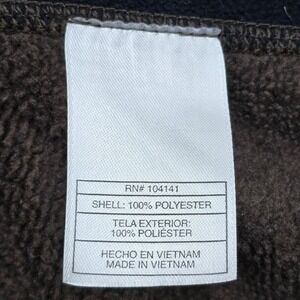 RN# 104141
SHELL: 100% POLYESTER
TELA EXTERIOR:
100% POLIÉSTER
HECHO EN VIETNAM
MADE IN VIETNAM